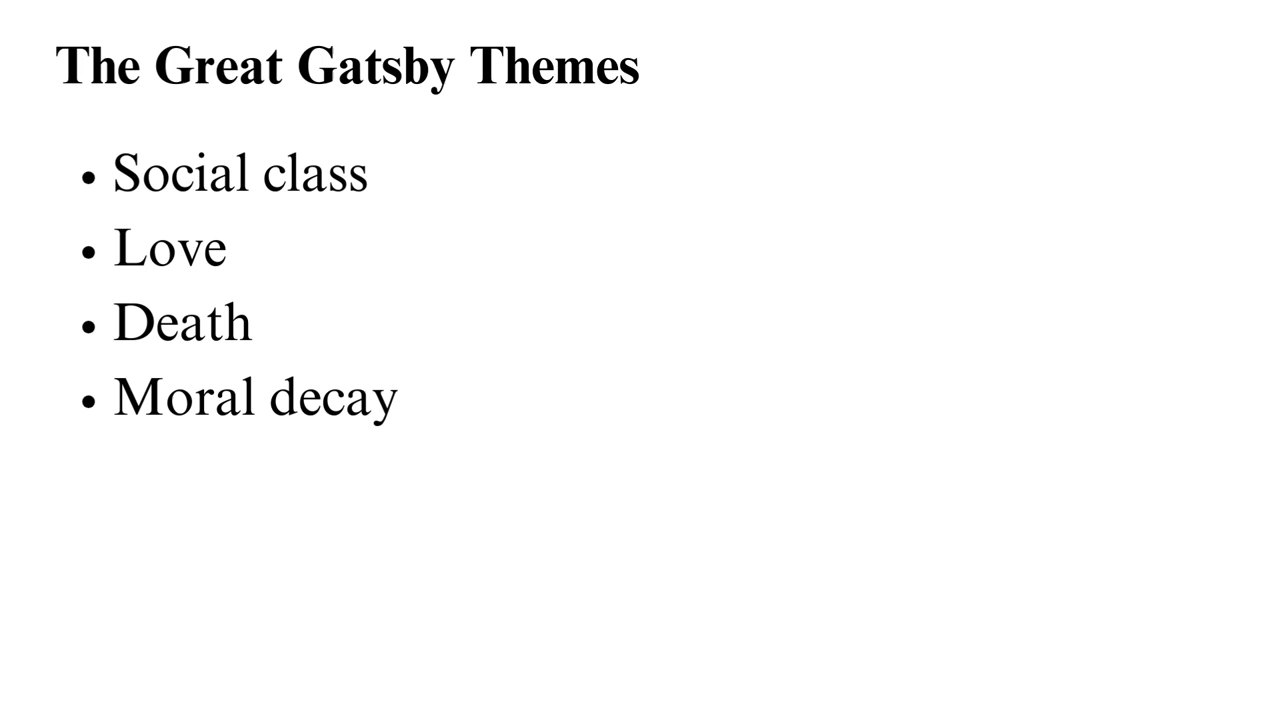 The Great Gatsby Themes
• Social class
• Love
• Death
• Moral decay